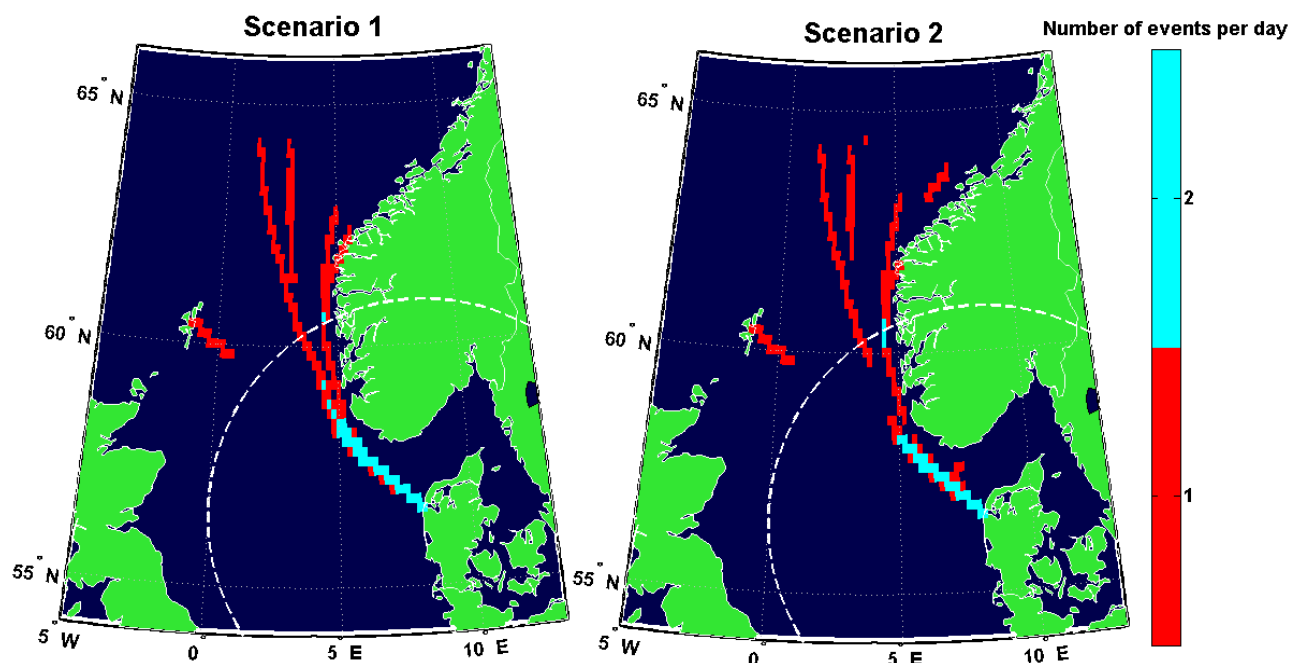 Scenario 1
Scenario 2
Number of events per day
65° N
60° N
55° N
5° W
0
5 E
10 E
65° N
60° N
55° N
5° W
0
5 E
10 E
2
1